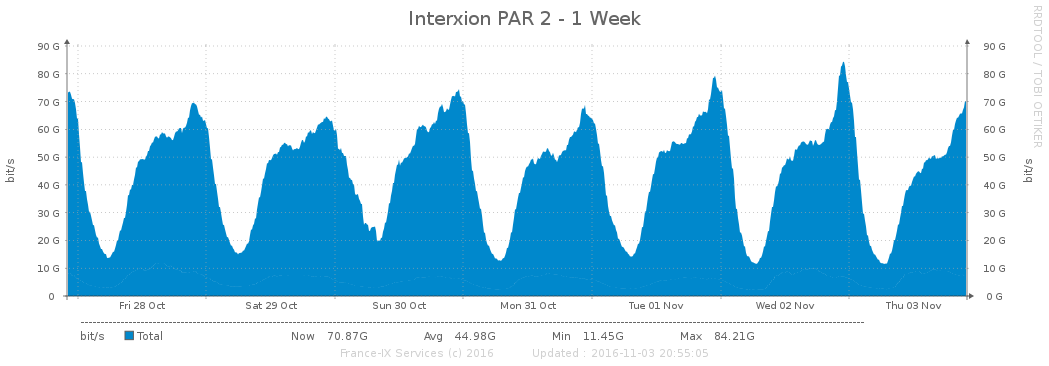 Interxion PAR 2 - 1 Week
RRDTOOL / TOBI OETIKER
90 G 90 G
80 G 80 G
70 G 70 G
60 G 60 G
50 G 50 G
40 G 40 G
30 G 30 G
20 G 20 G
10 G 10 G
0 0 G
bit/s bit/s
Fri 28 Oct Sat 29 Oct Sun 30 Oct Mon 31 Oct Tue 01 Nov Wed 02 Nov Thu 03 Nov
bit/s Total Now 70.87G Avg 44.98G Min 11.45G Max 84.21G
France-IX Services (c) 2016 Updated : 2016-11-03 20:55:05